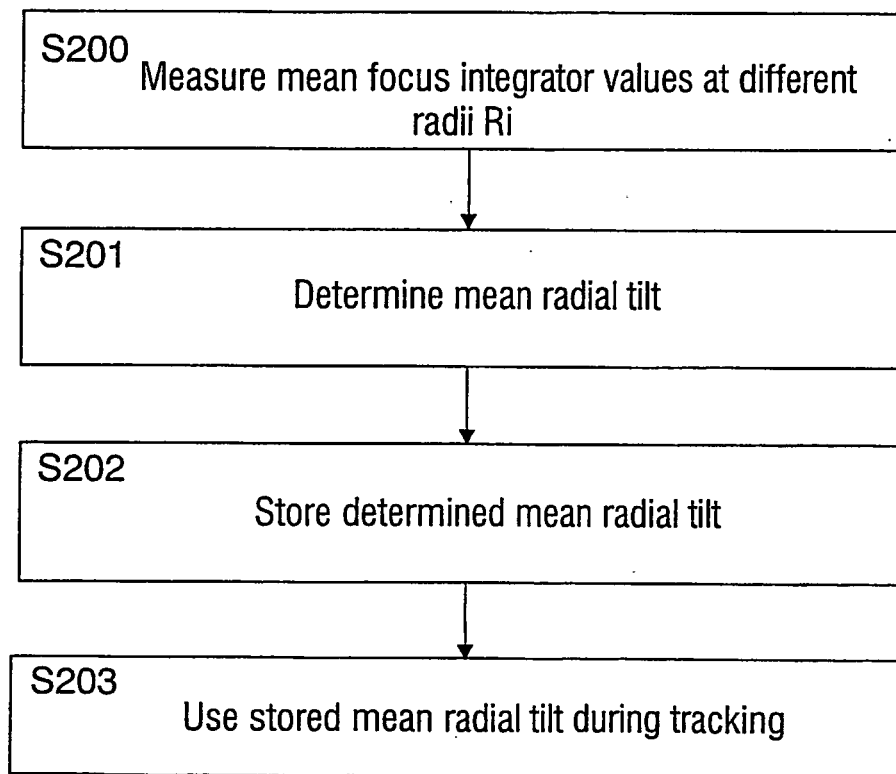 S200
Measure mean focus integrator values at different
radii Ri
S201
Determine mean radial tilt
S202
Store determined mean radial tilt
S203
Use stored mean radial tilt during tracking